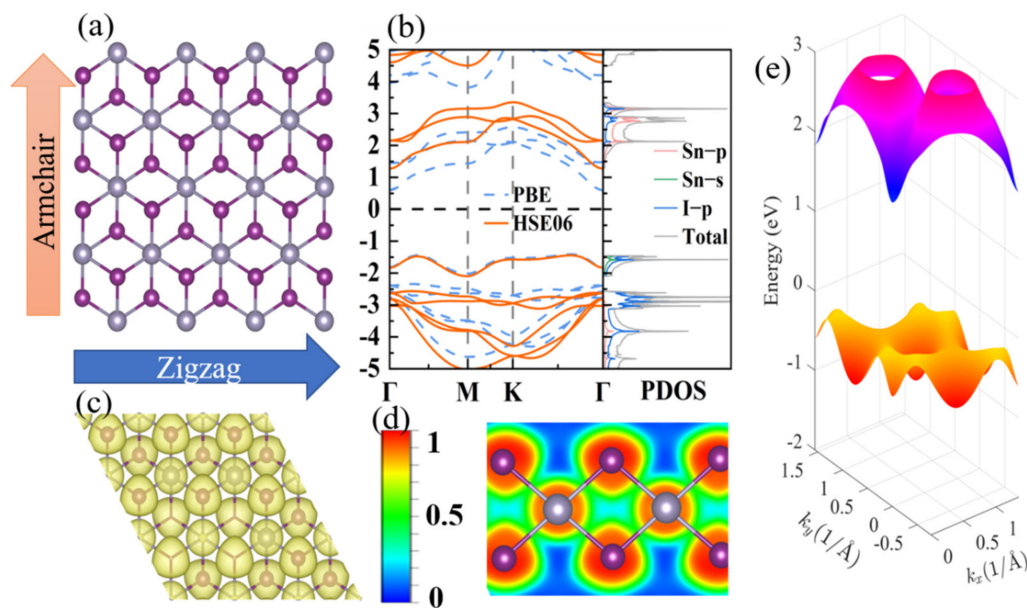 (a)
Armchair
Zigzag
(b)
5
4
3
2
1
0
-1
-2
-3
-4
-5
PBE
HSE06
Γ
M
K
Γ
Sn-p
Sn-s
I-p
Total
PDOS
(c)
(d)
1
0.5
0
(e)
3
2
1
0
-1
-2
Energy (eV)
1.5
1
0.5
0
-0.5
k_y(1/Å)
0
0.5
1
k_x(1/Å)